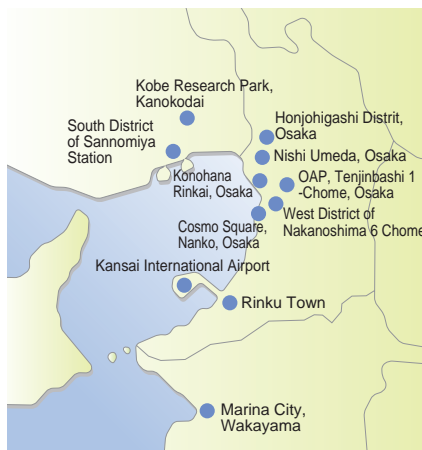 Kobe Research Park,
Kanokodai
South District
of Sannomiya
Station
Honjohigashi Distrit,
Osaka
Nishi Umeda, Osaka
Konohana
Rinkai, Osaka
OAP, Tenjinbashi 1
-Chome, Osaka
West District of
Nakanoshima 6 Chome
Cosmo Square,
Nanko, Osaka
Kansai International Airport
Rinku Town
Marina City,
Wakayama